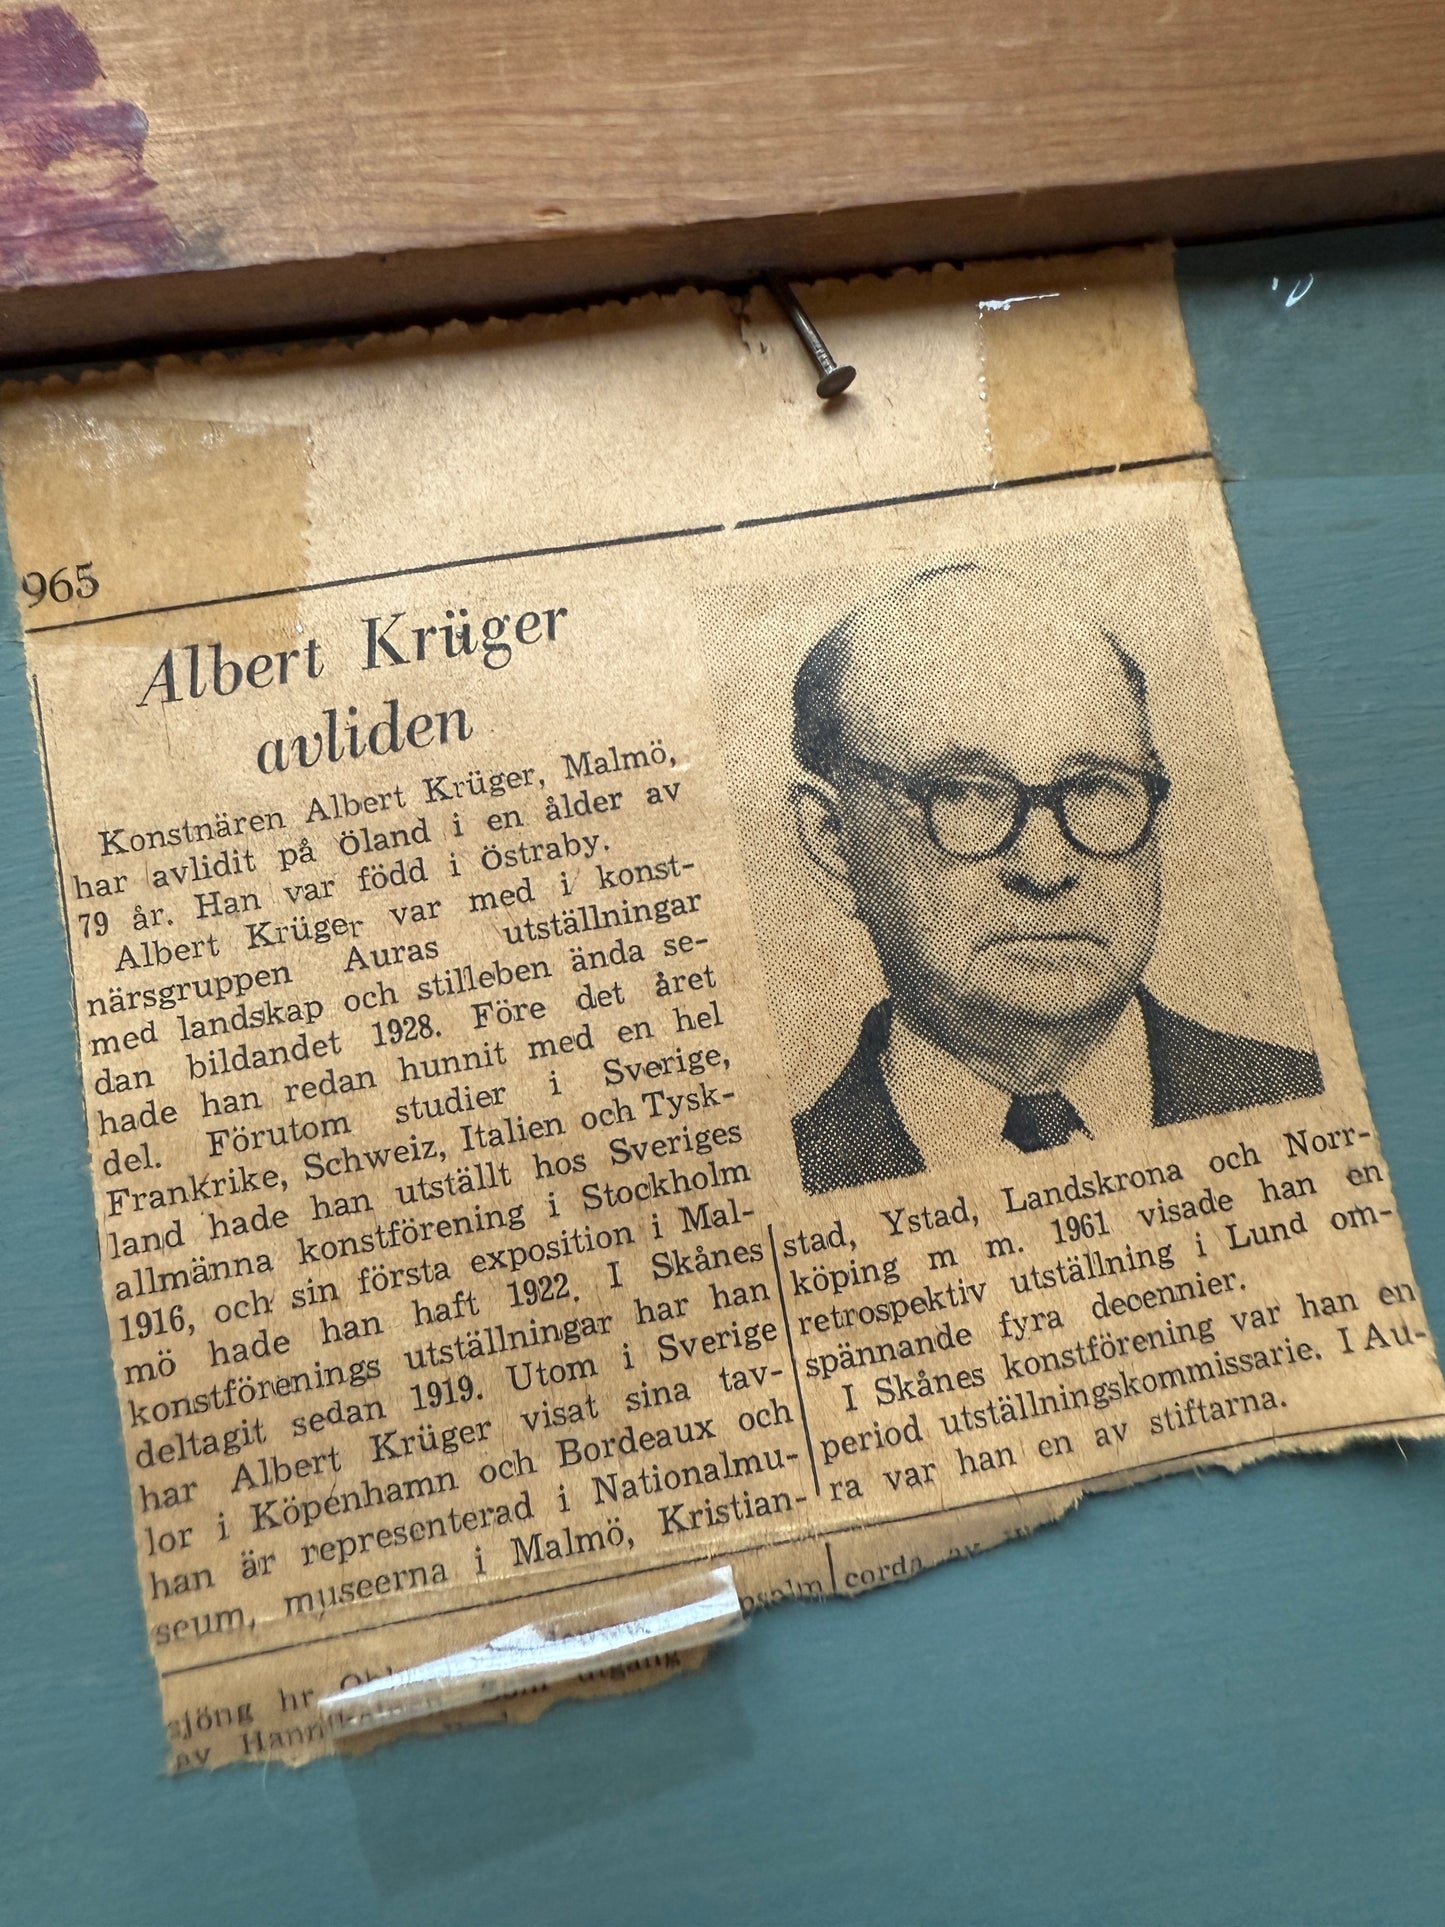 965
Albert Krüger
avliden
Konstnären Albert Krüger, Malmö,
har avlidit på Öland i en ålder av
79 år. Han var född i Östraby.
Albert Krüger var med i konst-
närsgruppen Auras utställningar
med landskap och stilleben ända se-
dan bildandet 1928. Före det året
hade han redan hunnit med en hel
del. Förutom studier i Sverige,
Frankrike, Schweiz, Italien och Tysk-
land hade han utställt hos Sveriges
allmänna konstförening i Stockholm
1916, och sin första exposition i Mal-
mö hade han haft 1922. I Skånes
konstförenings utställningar har han
deltagit sedan 1919. Utom i Sverige
har Albert Krüger visat sina tav-
lor i Köpenhamn och Bordeaux och
han är representerad i Nationalmu-
seum, museerna i Malmö, Kristian-
stad, Ystad, Landskrona och Norr-
köping m m. 1961 visade han en
retrospektiv utställning i Lund om-
spännande fyra decennier.
I Skånes konstförening var han en
period utställningskommissarie. I Au-
ra var han en av stiftarna.
sjöng hr som utgång
av
corda av